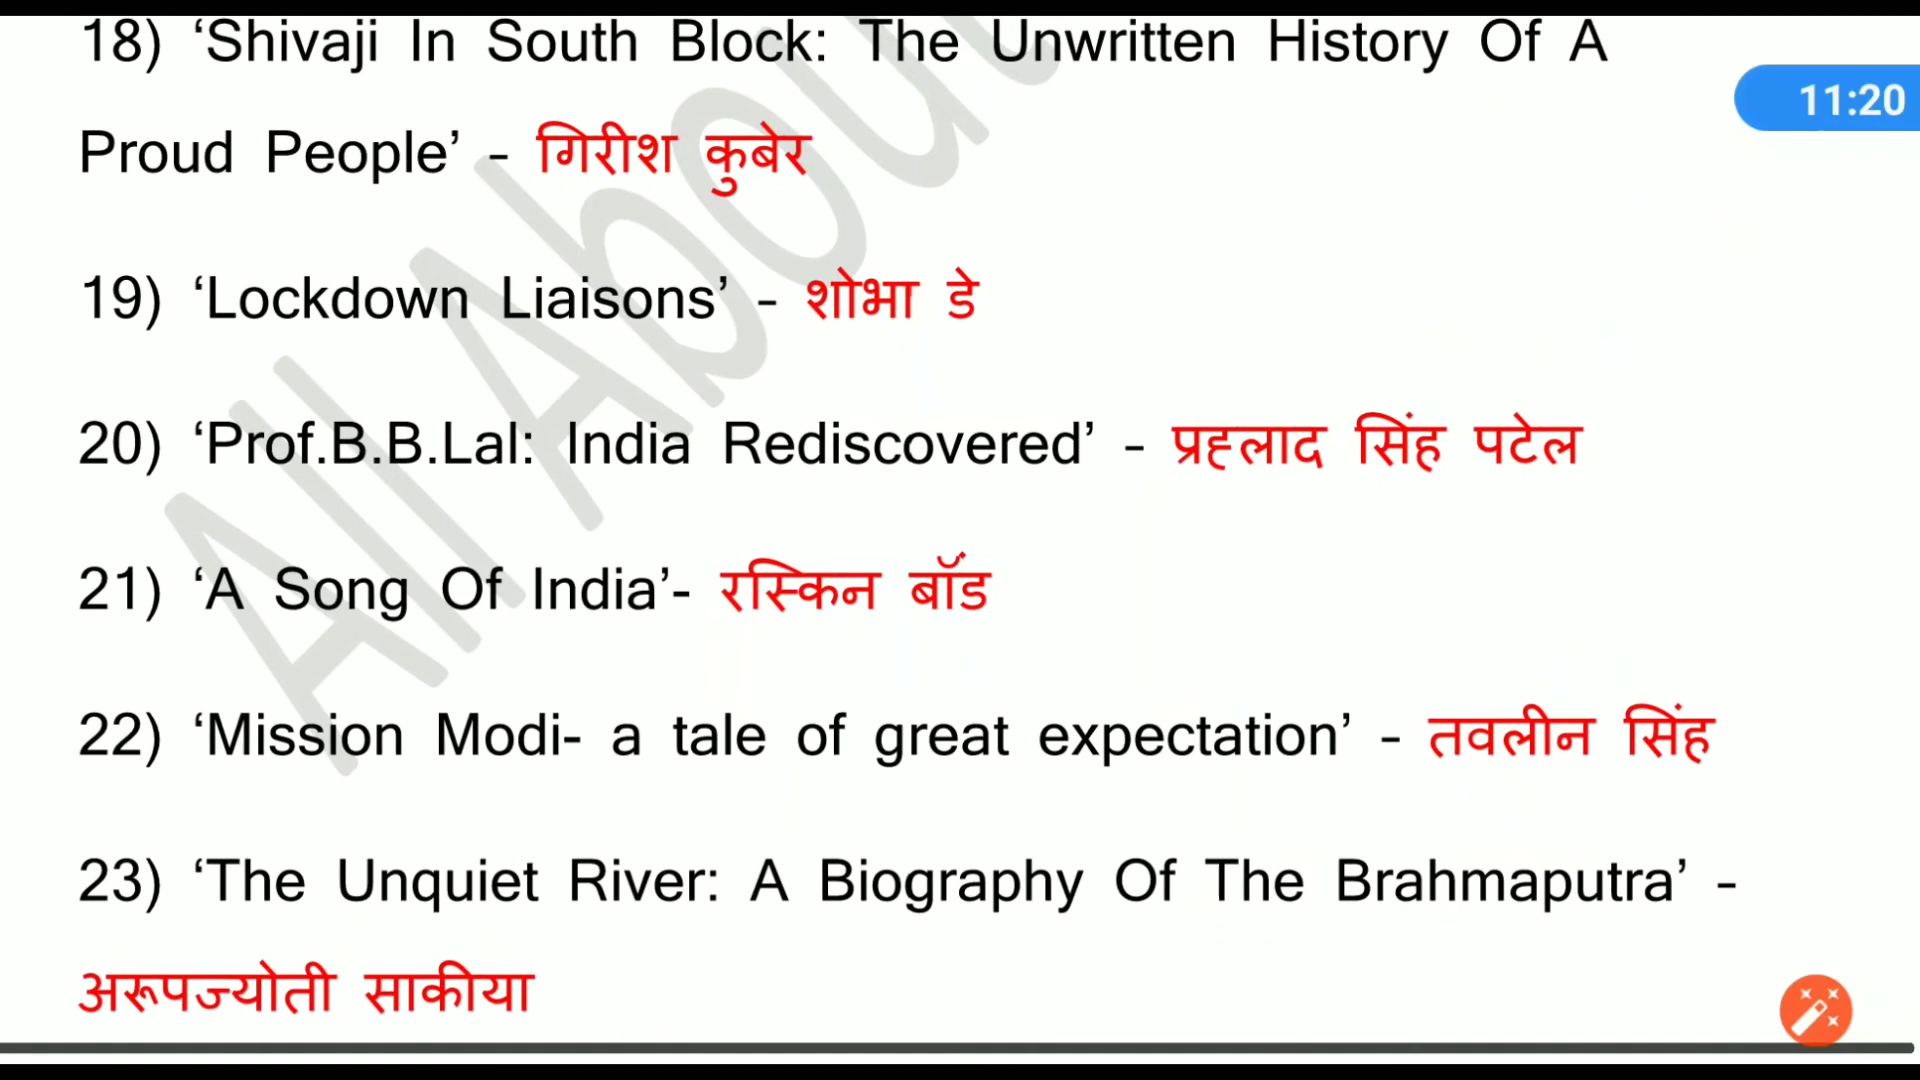 18) ‘Shivaji In South Block: The Unwritten History Of A
Proud People’ - गिरीश कुबेर
11:20
19) ‘Lockdown Liaisons’ - शोभा डे
20) ‘Prof.B.B.Lal: India Rediscovered’ - प्रह्लाद सिंह पटेल
21) ‘A Song Of India’- रस्किन बॉंड
22) ‘Mission Modi- a tale of great expectation’ - तवलीन सिंह
23) ‘The Unquiet River: A Biography Of The Brahmaputra’ -
अरूपज्योती साकीया
All About